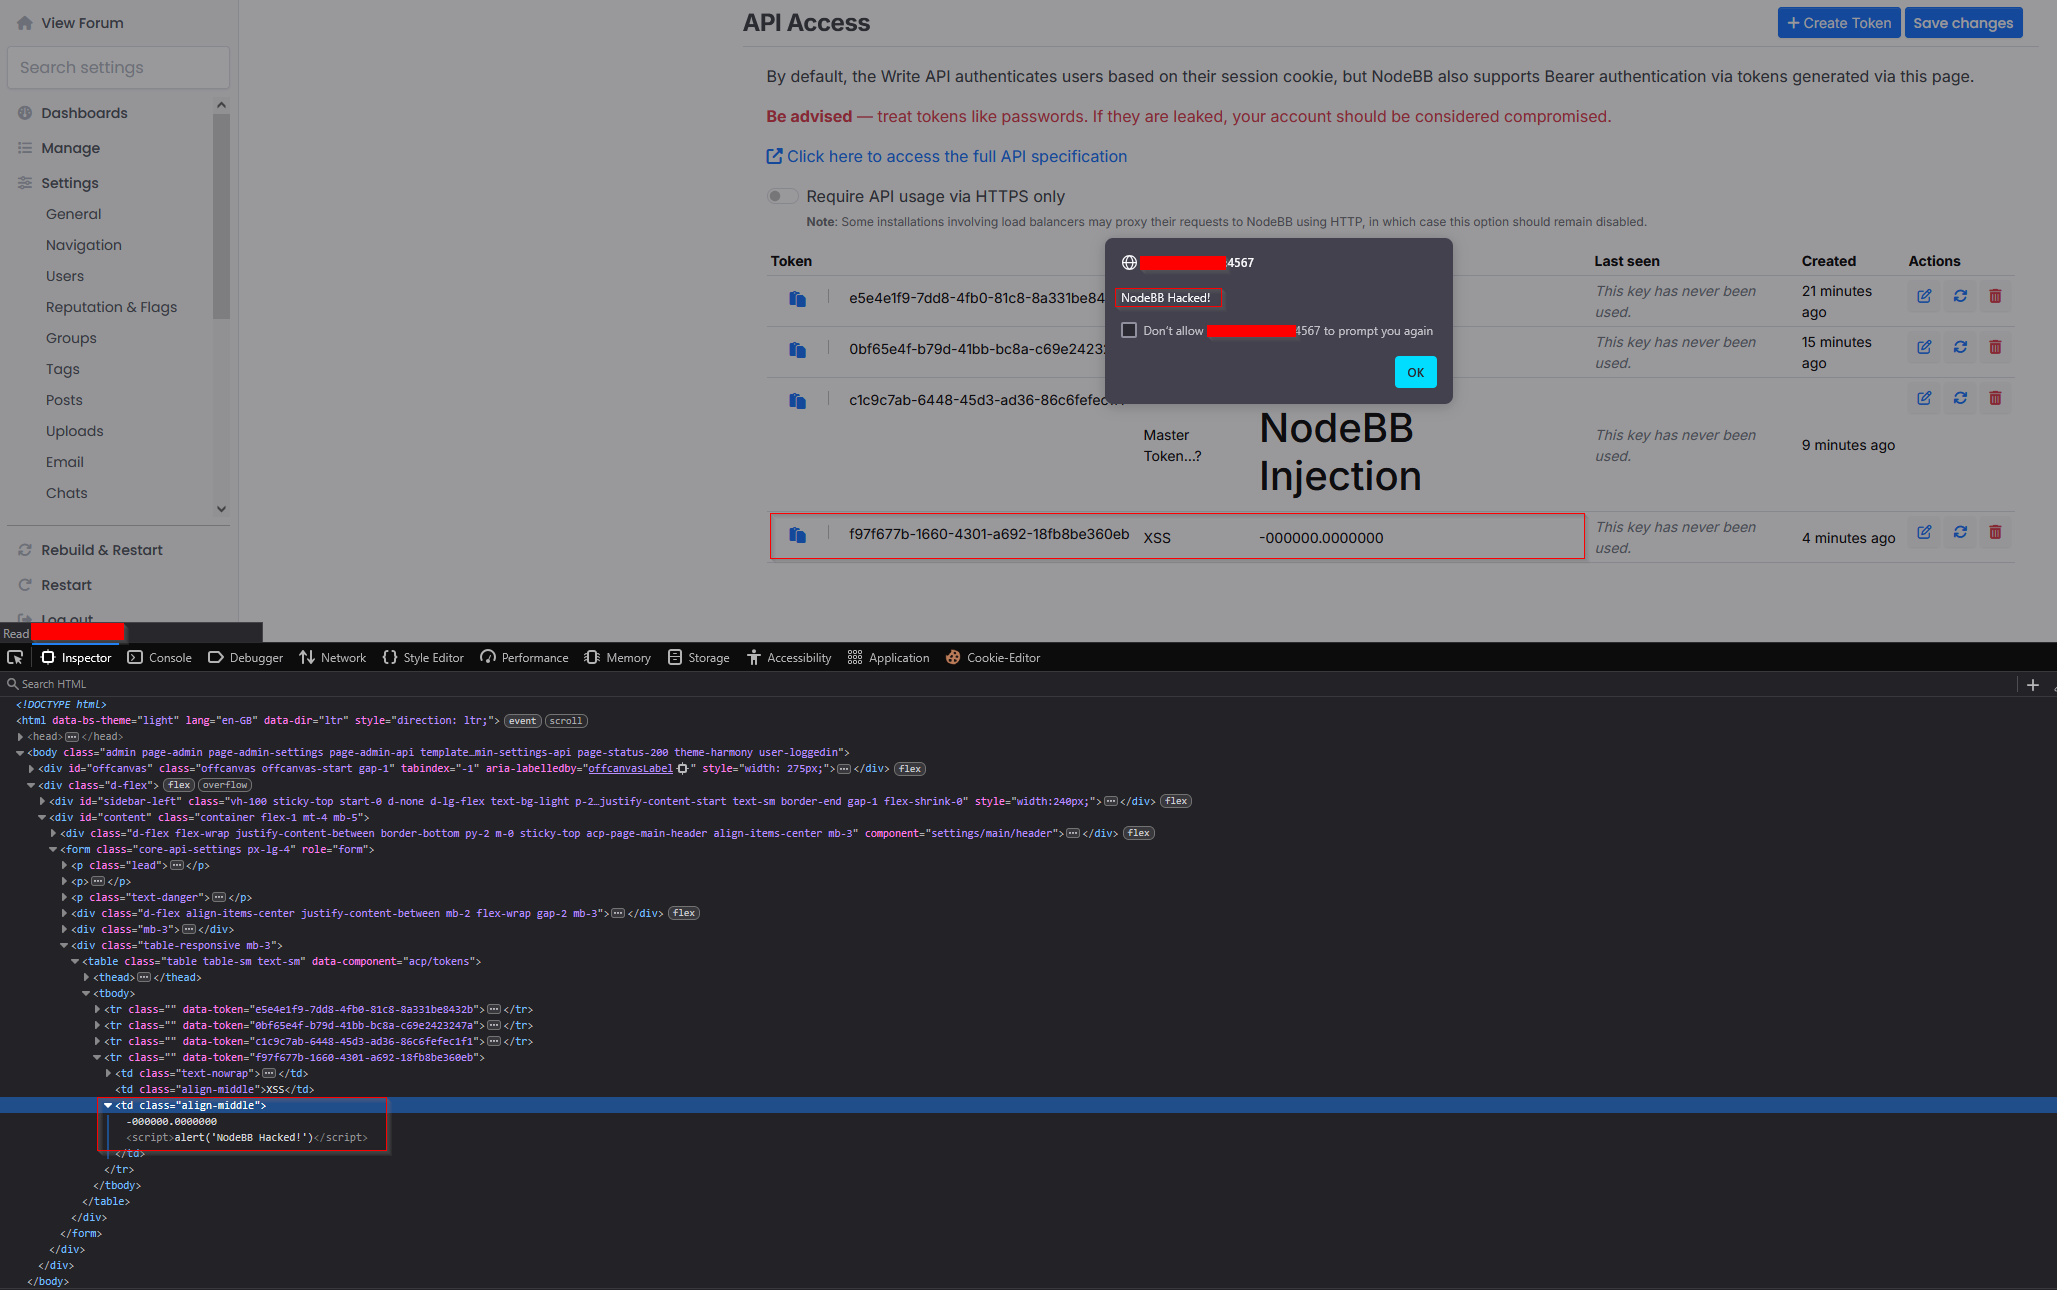 View Forum
Search settings
Dashboards
Manage
Settings
General
Navigation
Users
Reputation & Flags
Groups
Tags
Posts
Uploads
Email
Chats
Rebuild & Restart
Restart
Log out
API Access
Create Token
Save changes
By default, the Write API authenticates users based on their session cookie, but NodeBB also supports Bearer authentication via tokens generated via this page.
Be advised — treat tokens like passwords. If they are leaked, your account should be considered compromised.
Click here to access the full API specification
Require API usage via HTTPS only
Note: Some installations involving load balancers may proxy their requests to NodeBB using HTTP, in which case this option should remain disabled.
Token Last seen Created Actions
e5e4e1f9-7dd8-4fb0-81c8-8a331be84
This key has never been used.
21 minutes ago
0bf65e4f-b79d-41bb-bc8a-c69e2423
This key has never been used.
15 minutes ago
c1c9c7ab-6448-45d3-ad36-86c6fefec
Master Token...?
NodeBB Injection
This key has never been used.
9 minutes ago
f97f677b-1660-4301-a692-18fb8be360eb XSS -000000.0000000
This key has never been used.
4 minutes ago
:4567
NodeBB Hacked!
Don't allow 4567 to prompt you again
OK
Read
Inspector Console Debugger Network Style Editor Performance Memory Storage Accessibility Application Cookie-Editor
Search HTML
<!DOCTYPE html>
<html data-bs-theme="light" lang="en-GB" data-dir="ltr" style="direction: ltr;"> event scroll
<head></head>
<body class="admin page-admin page-admin-settings page-admin-api template…min-settings-api page-status-200 theme-harmony user-loggedin">
<div id="offcanvas" class="offcanvas offcanvas-start gap-1" tabindex="-1" aria-labelledby="offcanvasLabel" style="width: 275px;"></div> flex
<div class="d-flex"> flex overflow
<div id="sidebar-left" class="vh-100 sticky-top start-0 d-none d-lg-flex text-bg-light p-2…justify-content-start text-sm border-end gap-1 flex-shrink-0" style="width:240px;"></div> flex
<div id="content" class="container flex-1 mt-4 mb-5">
<div class="d-flex flex-wrap justify-content-between border-bottom py-2 m-0 sticky-top acp-page-main-header align-items-center mb-3" component="settings/main/header"></div> flex
<form class="core-api-settings px-lg-4" role="form">
<p class="lead"></p>
<p></p>
<p class="text-danger"></p>
<div class="d-flex align-items-center justify-content-between mb-2 flex-wrap gap-2 mb-3"></div> flex
<div class="mb-3"></div>
<div class="table-responsive mb-3">
<table class="table table-sm text-sm" data-component="acp/tokens">
<thead></thead>
<tbody>
<tr class="" data-token="e5e4e1f9-7dd8-4fb0-81c8-8a331be8432b"></tr>
<tr class="" data-token="0bf65e4f-b79d-41bb-bc8a-c69e2423247a"></tr>
<tr class="" data-token="c1c9c7ab-6448-45d3-ad36-86c6fefec1f1"></tr>
<tr class="" data-token="f97f677b-1660-4301-a692-18fb8be360eb">
<td class="text-nowrap"></td>
<td class="align-middle">XSS</td>
<td class="align-middle">
-000000.0000000
<script>alert('NodeBB Hacked!')</script>
</td>
</tr>
</tbody>
</table>
</div>
</form>
</div>
</div>
</body>